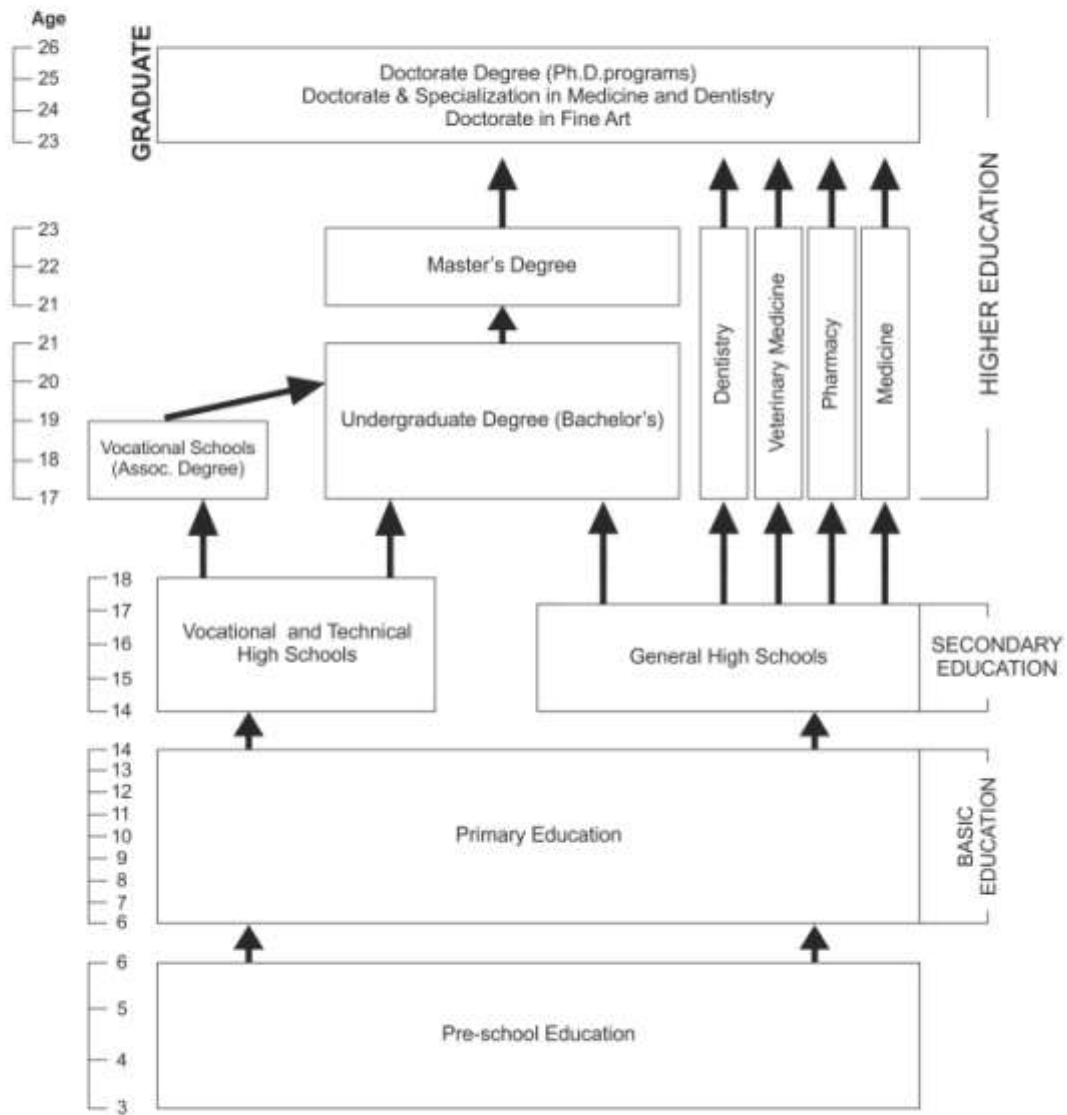 Age
26
25
24
23
GRADUATE
Doctorate Degree (Ph.D.programs)
Doctorate & Specialization in Medicine and Dentistry
Doctorate in Fine Art
HIGHER EDUCATION
23
22
21
Master's Degree
21
20
19
18
17
Vocational Schools
(Assoc. Degree)
Undergraduate Degree (Bachelor's)
Dentistry
Veterinary Medicine
Pharmacy
Medicine
18
17
16
15
14
Vocational and Technical
High Schools
General High Schools
SECONDARY
EDUCATION
14
13
12
11
10
9
8
7
6
Primary Education
BASIC
EDUCATION
6
5
4
3
Pre-school Education